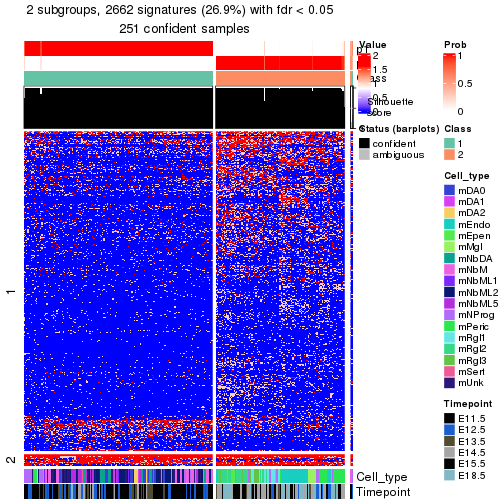 2 subgroups, 2662 signatures (26.9%) with fdr < 0.05
251 confident samples
Value
2
1.5
1
0.5
0
Prob
1
0.5
0
Silhouette
score
Status (barplots)
confident
ambiguous
Class
1
2
Cell_type
mDA0
mDA1
mDA2
mEndo
mEpen
mMgl
mNbDA
mNbM
mNbML1
mNbML2
mNbML5
mNProg
mPeric
mRgl1
mRgl2
mRgl3
mSert
mUnk
Timepoint
E11.5
E12.5
E13.5
E14.5
E15.5
E18.5
1
2
Cell_type
Timepoint